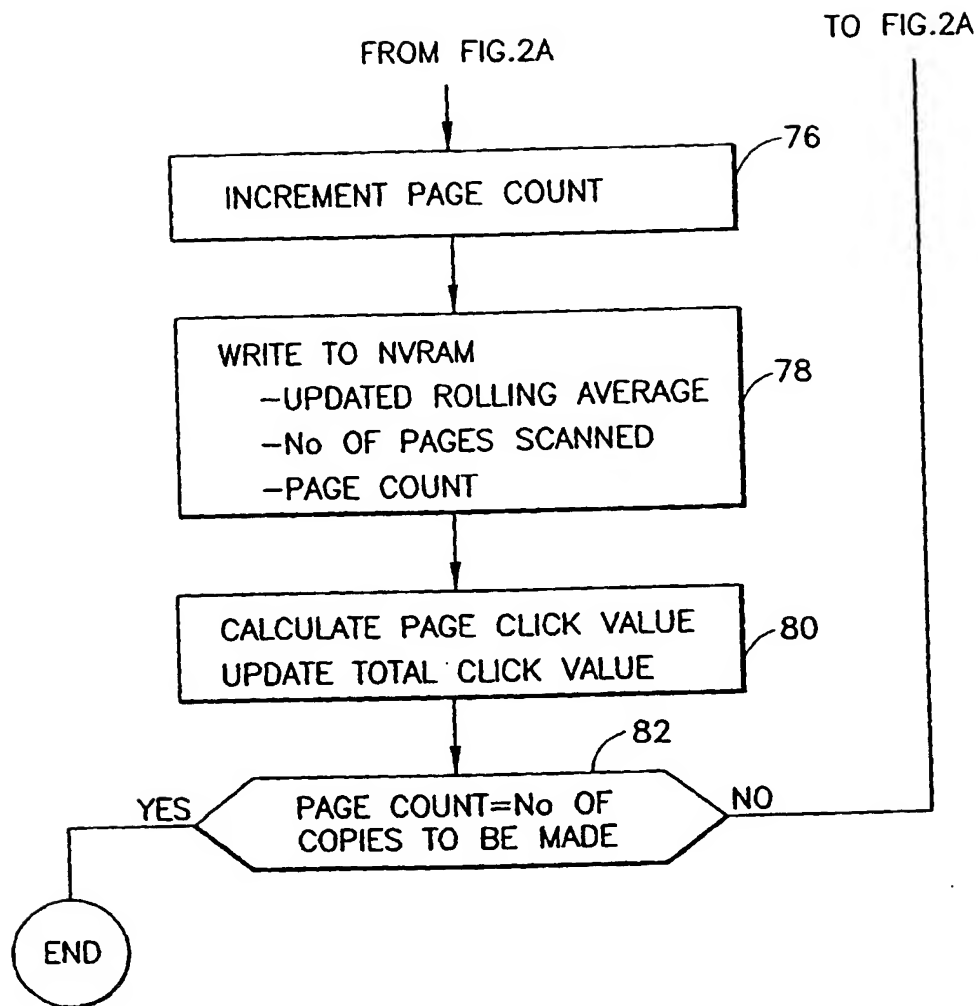 FROM FIG.2A
TO FIG.2A
76
INCREMENT PAGE COUNT
WRITE TO NVRAM
-UPDATED ROLLING AVERAGE
-No OF PAGES SCANNED
-PAGE COUNT
78
CALCULATE PAGE CLICK VALUE
UPDATE TOTAL CLICK VALUE
80
82
YES
PAGE COUNT=No OF
COPIES TO BE MADE
NO
END